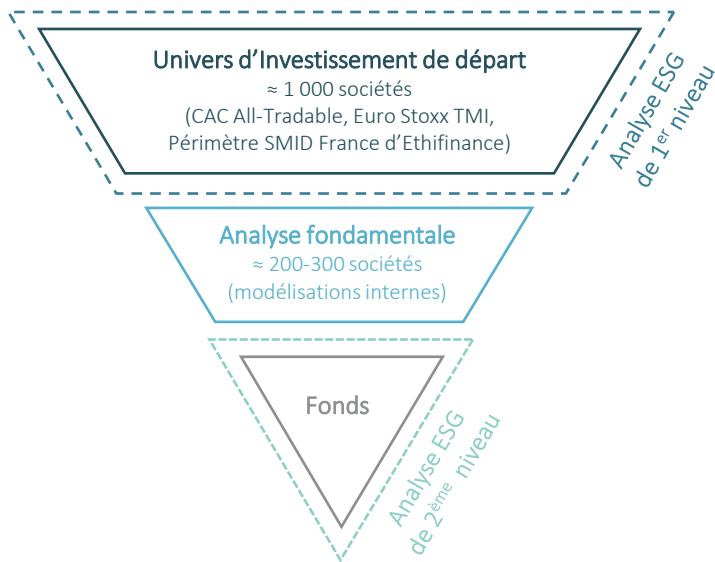 Univers d’Investissement de départ
≈ 1 000 sociétés
(CAC All-Tradable, Euro Stoxx TMI,
Périmètre SMID France d’Ethifinance)
Analyse ESG
de 1er niveau
Analyse fondamentale
≈ 200-300 sociétés
(modélisations internes)
Fonds
Analyse ESG
de 2ème niveau